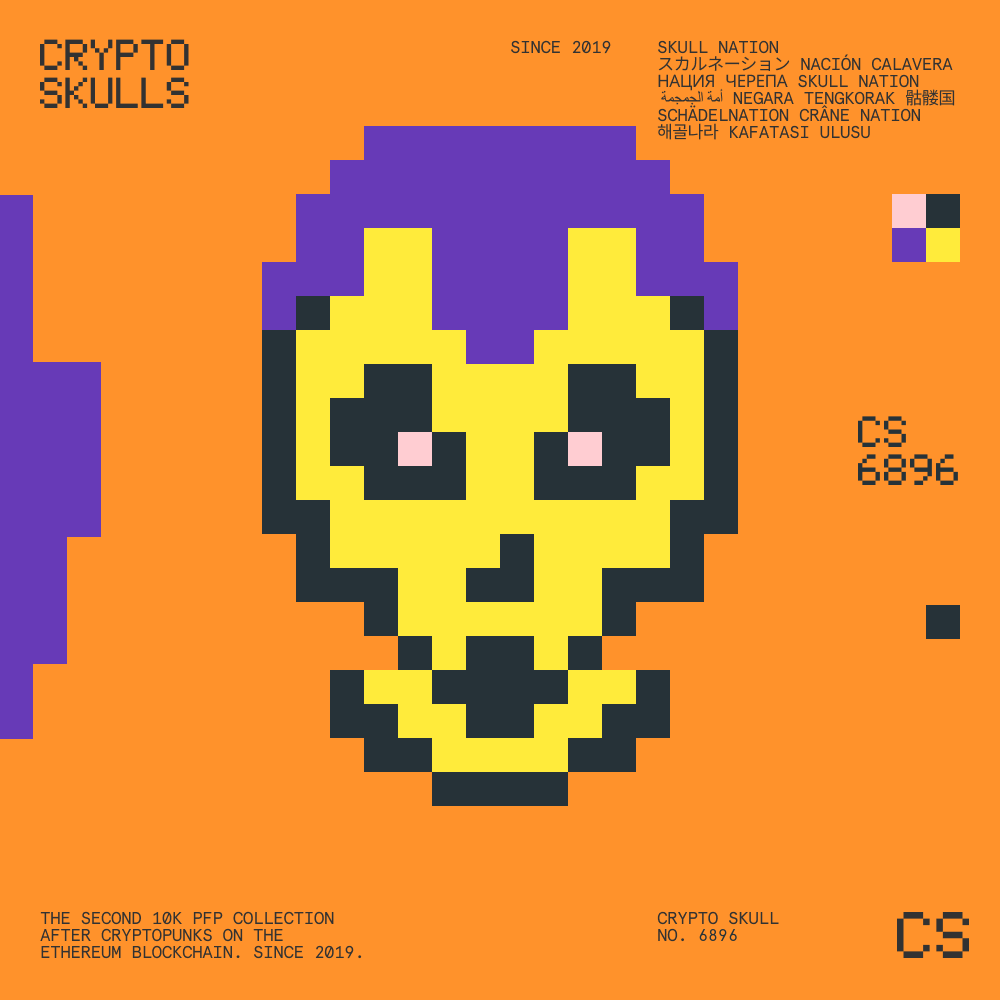 CRYPTO
SKULLS
SINCE 2019
SKULL NATION
スカルネーション NACIÓN CALAVERA
НАЦИЯ ЧЕРЕПА SKULL NATION
أمة الجمجمة NEGARA TENGKORAK 骷髅国
SCHÄDELNATION CRÂNE NATION
해골나라 KAFATASI ULUSU
CS
6896
THE SECOND 10K PFP COLLECTION
AFTER CRYPTOPUNKS ON THE
ETHEREUM BLOCKCHAIN. SINCE 2019.
CRYPTO SKULL
NO. 6896
CS